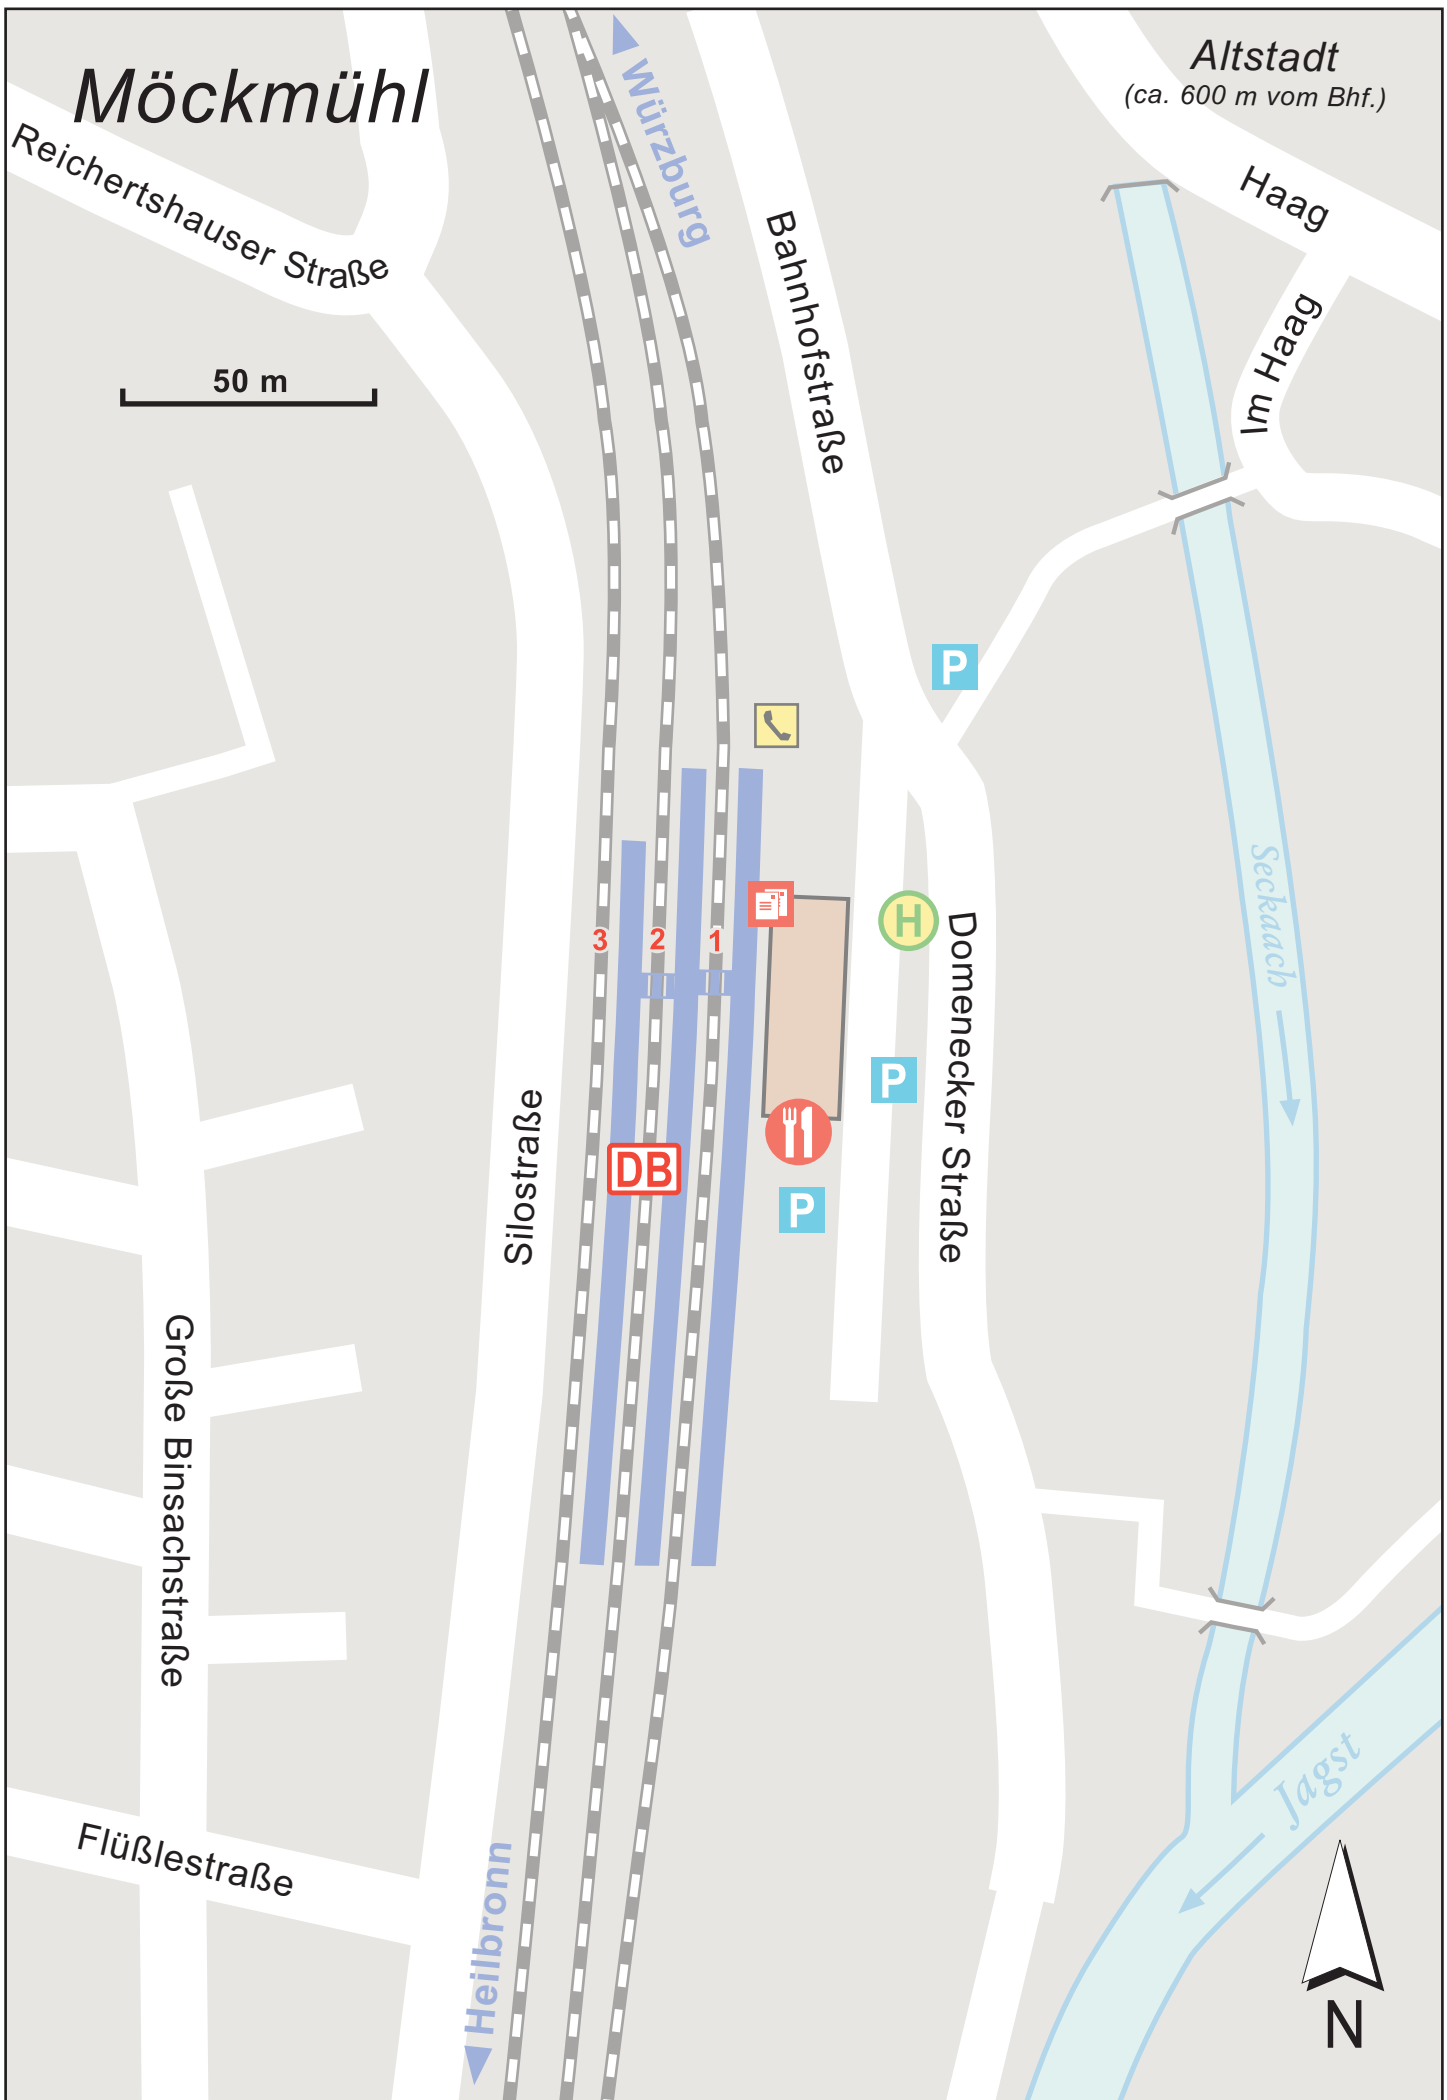 Möckmühl
Altstadt
(ca. 600 m vom Bhf.)
Würzburg
Reichertshauser Straße
Haag
Bahnhofstraße
Im Haag
50 m
P
Seckach
H
3
2
1
Domenecker Straße
P
Silostraße
DB
P
Große Binsachstraße
Jagst
Flüßlestraße
Heilbronn
N